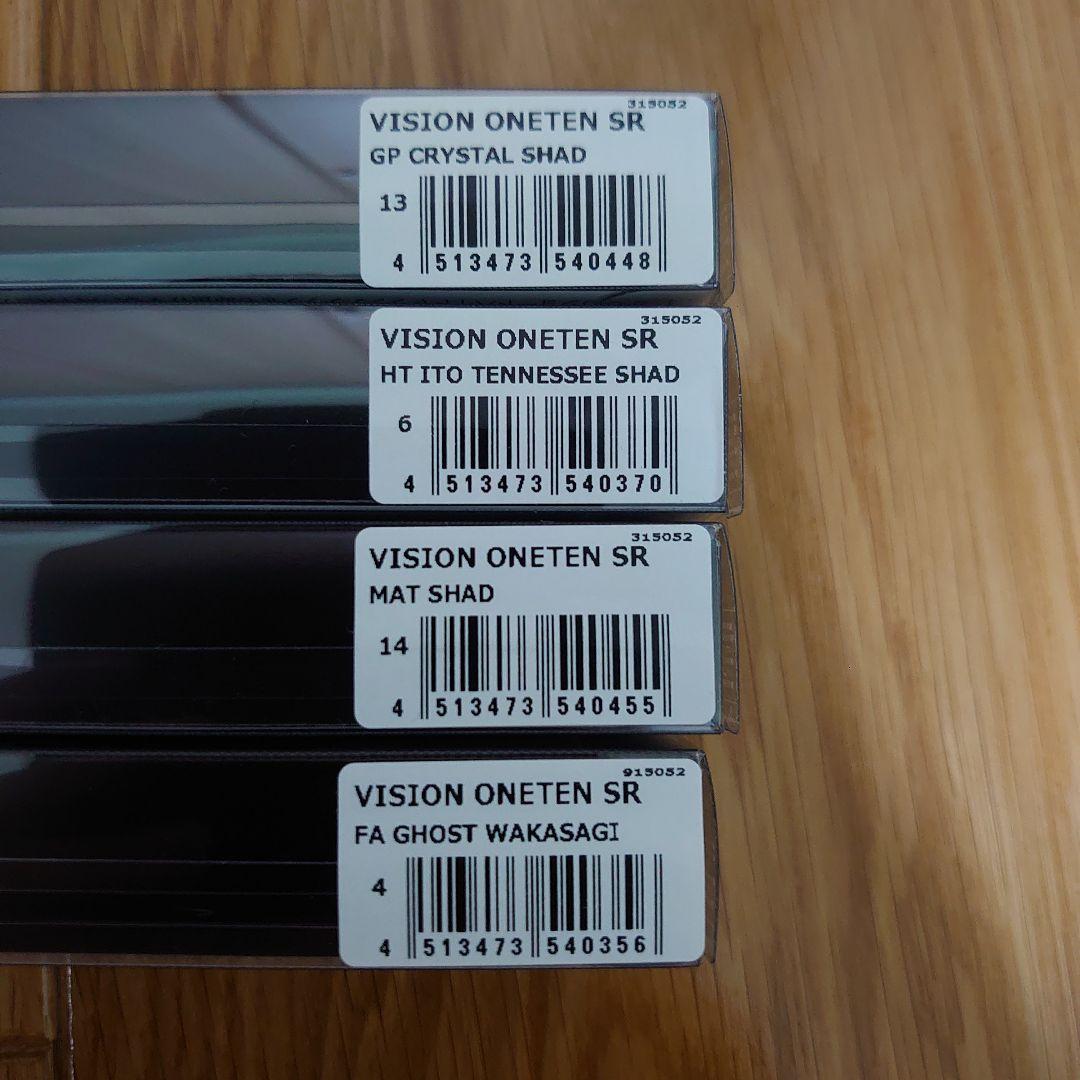 315052
VISION ONETEN SR
GP CRYSTAL SHAD
13
4 513473 540448
315052
VISION ONETEN SR
HT ITO TENNESSEE SHAD
6
4 513473 540370
315052
VISION ONETEN SR
MAT SHAD
14
4 513473 540455
915052
VISION ONETEN SR
FA GHOST WAKASAGI
4
4 513473 540356